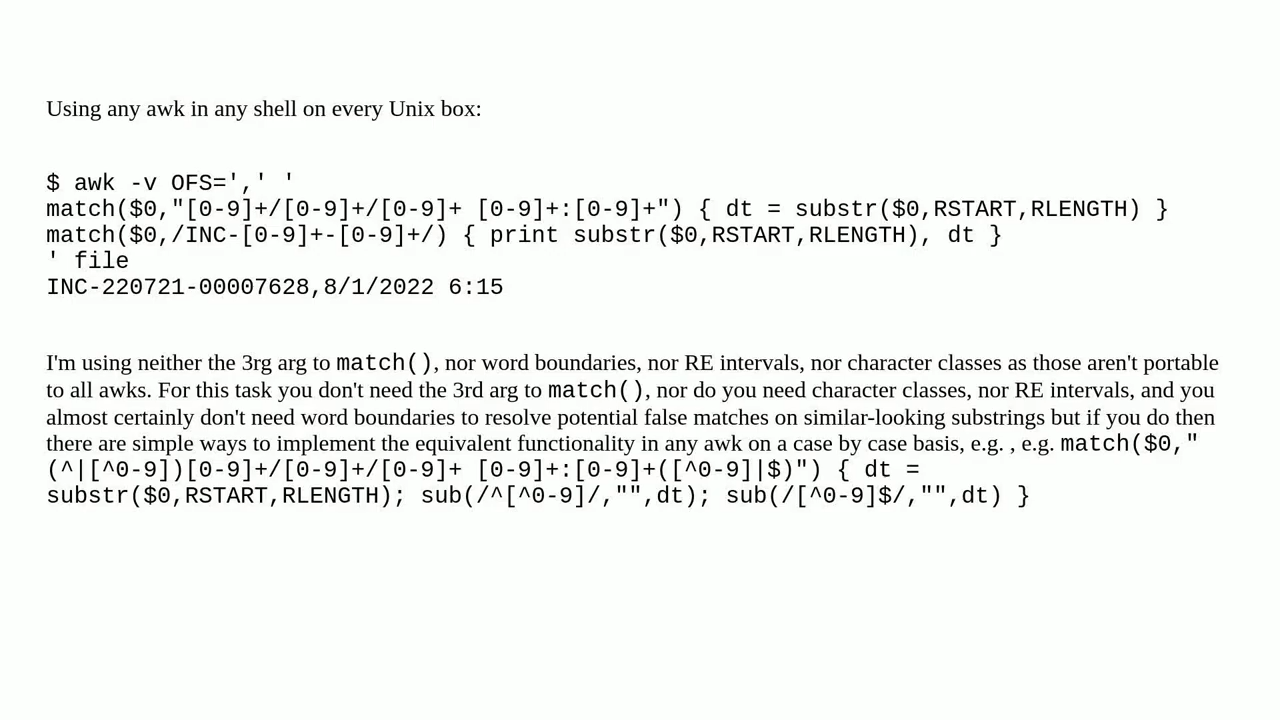 Using any awk in any shell on every Unix box:
$ awk -v OFS=',' '
match($0,"[0-9]+/[0-9]+/[0-9]+ [0-9]+:[0-9]+") { dt = substr($0,RSTART,RLENGTH) }
match($0,/INC-[0-9]+-[0-9]+/) { print substr($0,RSTART,RLENGTH), dt }
' file
INC-220721-00007628,8/1/2022 6:15
I'm using neither the 3rg arg to match(), nor word boundaries, nor RE intervals, nor character classes as those aren't portable
to all awks. For this task you don't need the 3rd arg to match(), nor do you need character classes, nor RE intervals, and you
almost certainly don't need word boundaries to resolve potential false matches on similar-looking substrings but if you do then
there are simple ways to implement the equivalent functionality in any awk on a case by case basis, e.g. , e.g. match($0,"
(^|[^0-9])[0-9]+/[0-9]+/[0-9]+ [0-9]+:[0-9]+([^0-9]|$)") { dt =
substr($0,RSTART,RLENGTH); sub(/^[^0-9]/,"",dt); sub(/[^0-9]$/,"",dt) }